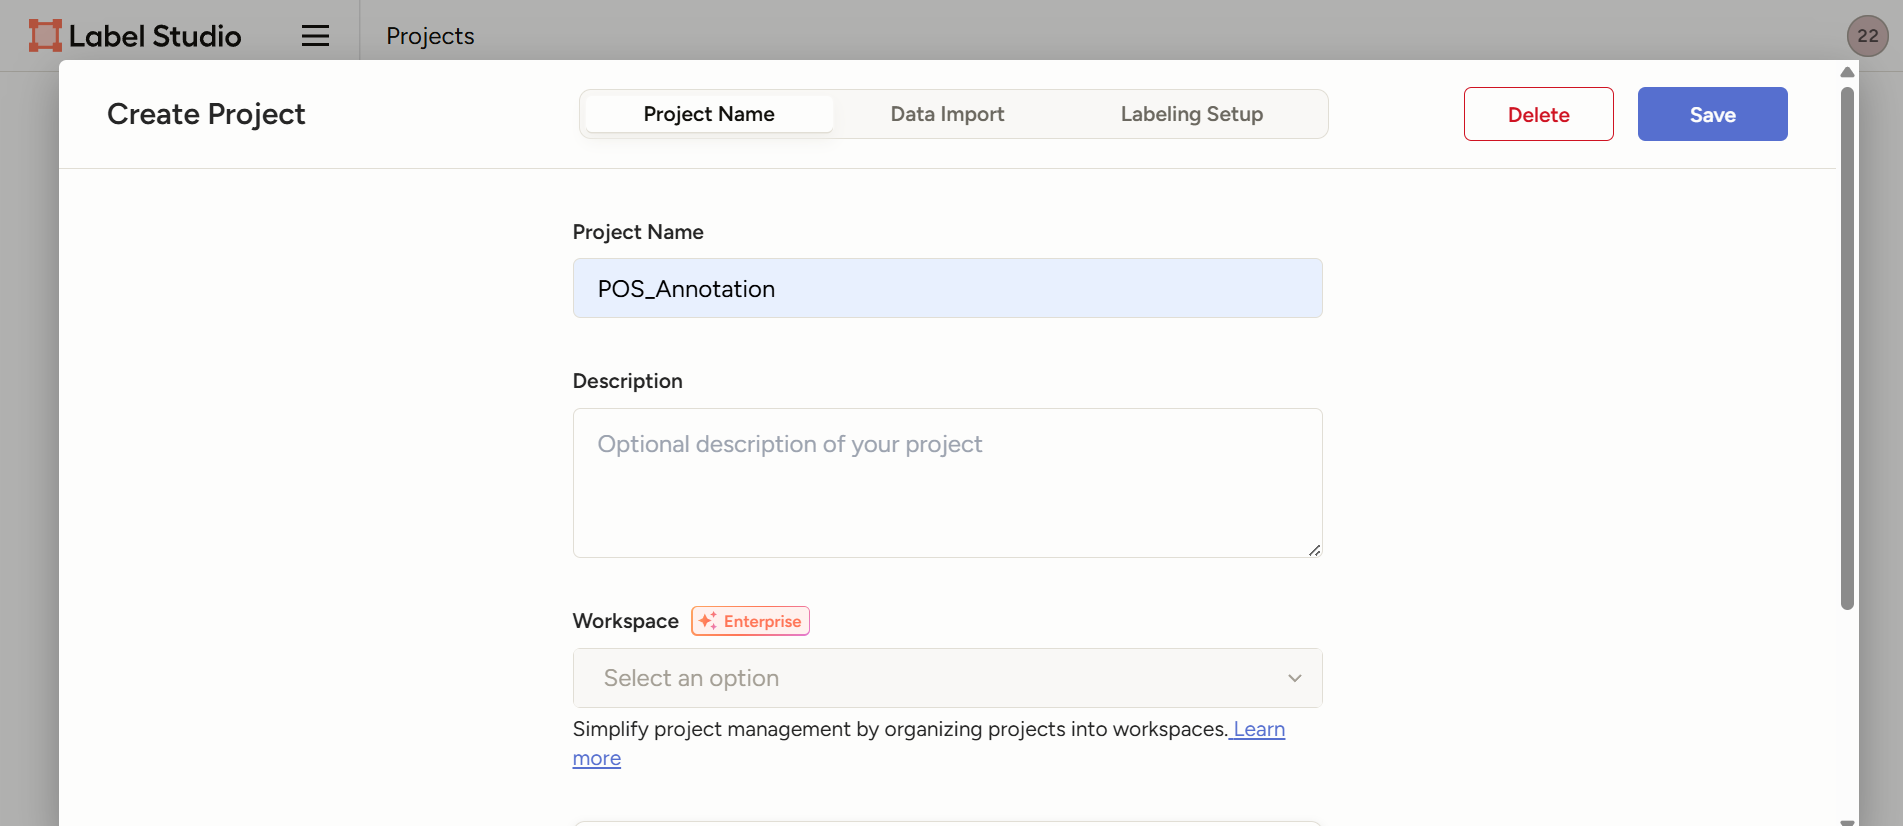 Label Studio
Projects
22
Create Project
Project Name
Data Import
Labeling Setup
Delete
Save
Project Name
POS_Annotation
Description
Optional description of your project
Workspace
Enterprise
Select an option
Simplify project management by organizing projects into workspaces. Learn
more